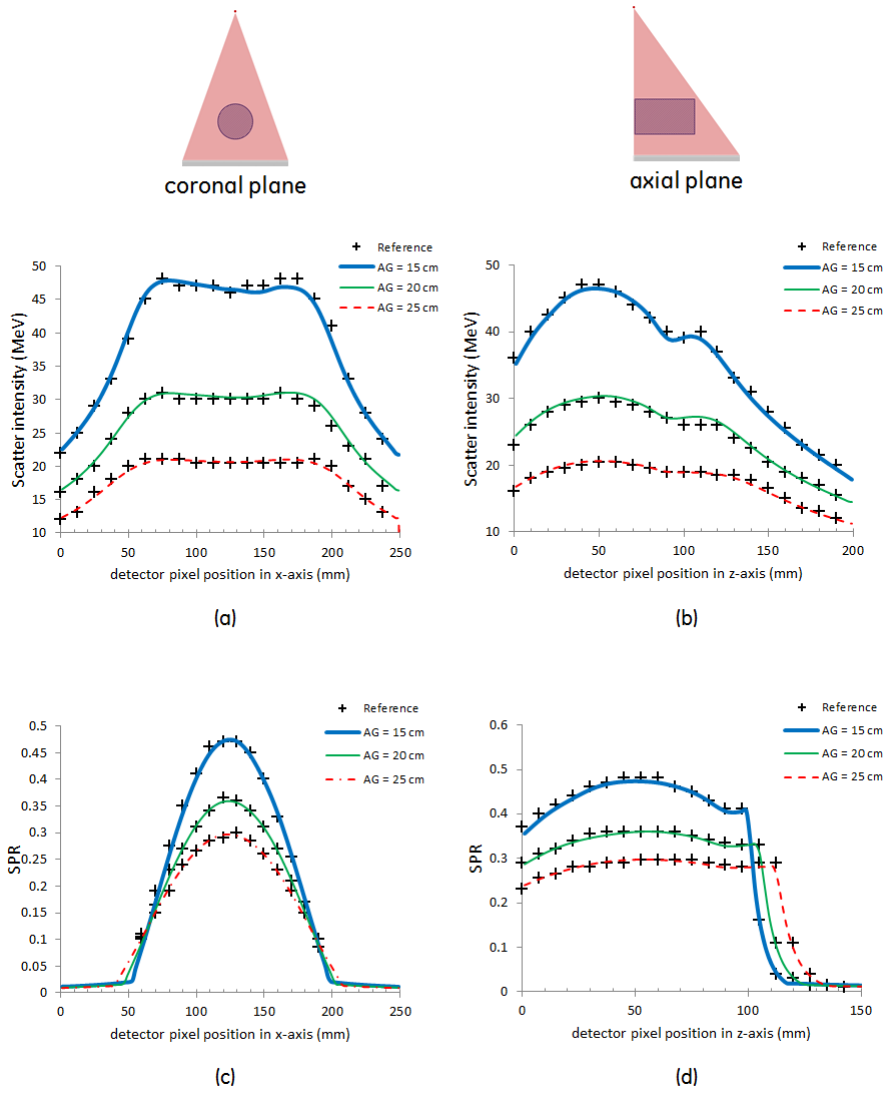 coronal plane
axial plane
Reference
AG = 15 cm
AG = 20 cm
AG = 25 cm
Scatter intensity (MeV)
50
45
40
35
30
25
20
15
10
0 50 100 150 200 250
detector pixel position in x-axis (mm)
(a)
Reference
AG = 15 cm
AG = 20 cm
AG = 25 cm
Scatter intensity (MeV)
50
40
30
20
10
0 50 100 150 200
detector pixel position in z-axis (mm)
(b)
Reference
AG = 15 cm
AG = 20 cm
AG = 25 cm
SPR
0.5
0.45
0.4
0.35
0.3
0.25
0.2
0.15
0.1
0.05
0
0 50 100 150 200 250
detector pixel position in x-axis (mm)
(c)
Reference
AG = 15 cm
AG = 20 cm
AG = 25 cm
SPR
0.6
0.5
0.4
0.3
0.2
0.1
0
0 50 100 150
detector pixel position in z-axis (mm)
(d)